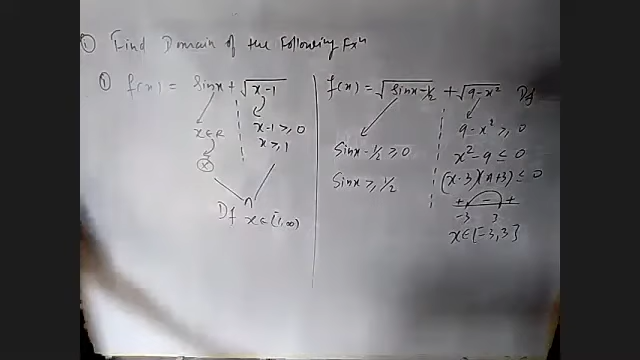 ① Find Domain of the Following Fxⁿ
① f(x) = Sinx + √x-1
x∈R
x-1 ≥ 0
x ≥ 1
Df x∈[1,∞)
f(x) = √Sinx-1/2 + √9-x² Df
Sinx - 1/2 ≥ 0
Sinx ≥ 1/2
9-x² ≥ 0
x²-9 ≤ 0
(x-3)(x+3) ≤ 0
+ - +
-3 3
x∈[-3,3]